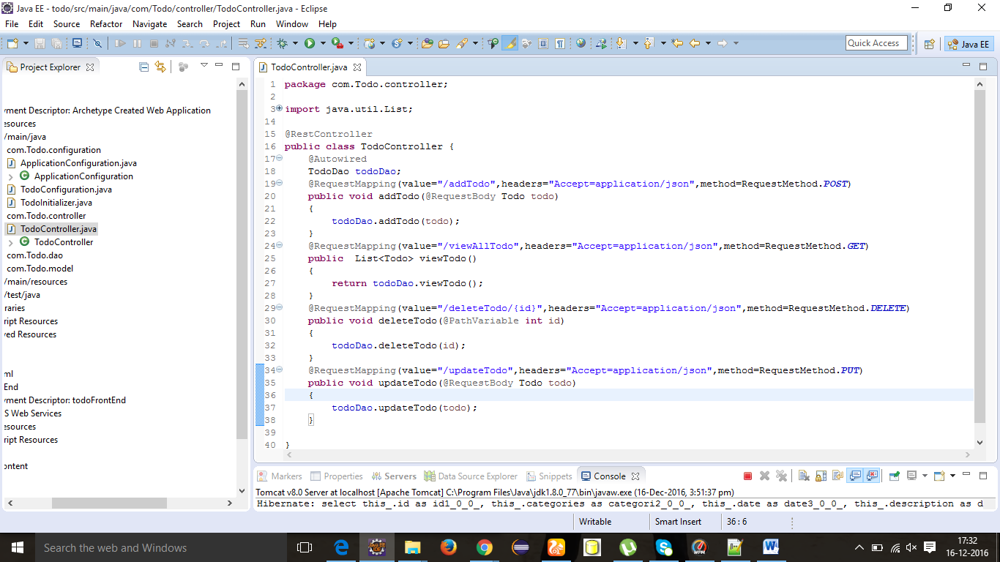 Java EE - todo/src/main/java/com/Todo/controller/TodoController.java - Eclipse
File Edit Source Refactor Navigate Search Project Run Window Help
Quick Access
Java EE
Project Explorer
yment Descriptor: Archetype Created Web Application
esources
/main/java
com.Todo.configuration
ApplicationConfiguration.java
ApplicationConfiguration
TodoConfiguration.java
TodoInitializer.java
com.Todo.controller
TodoController.java
TodoController
com.Todo.dao
com.Todo.model
/main/resources
/test/java
raries
ript Resources
ved Resources
ml
End
yment Descriptor: todoFrontEnd
S Web Services
esources
ript Resources
ontent
TodoController.java
1 package com.Todo.controller;
2
3 import java.util.List;
14
15 @RestController
16 public class TodoController {
17 @Autowired
18 TodoDao todoDao;
19 @RequestMapping(value="/addTodo",headers="Accept=application/json",method=RequestMethod.POST)
20 public void addTodo(@RequestBody Todo todo)
21 {
22 todoDao.addTodo(todo);
23 }
24 @RequestMapping(value="/viewAllTodo",headers="Accept=application/json",method=RequestMethod.GET)
25 public List<Todo> viewTodo()
26 {
27 return todoDao.viewTodo();
28 }
29 @RequestMapping(value="/deleteTodo/{id}",headers="Accept=application/json",method=RequestMethod.DELETE)
30 public void deleteTodo(@PathVariable int id)
31 {
32 todoDao.deleteTodo(id);
33 }
34 @RequestMapping(value="/updateTodo",headers="Accept=application/json",method=RequestMethod.PUT)
35 public void updateTodo(@RequestBody Todo todo)
36 {
37 todoDao.updateTodo(todo);
38 }
39
40 }
Markers Properties Servers Data Source Explorer Snippets Console
Tomcat v8.0 Server at localhost [Apache Tomcat] C:\Program Files\Java\jdk1.8.0_77\bin\javaw.exe (16-Dec-2016, 3:51:37 pm)
Hibernate: select this_.id as id1_0_0_, this_.categories as categori2_0_0_, this_.date as date3_0_0_, this_.description as d
Writable Smart Insert 36 : 6
Search the web and Windows
17:32
16-12-2016